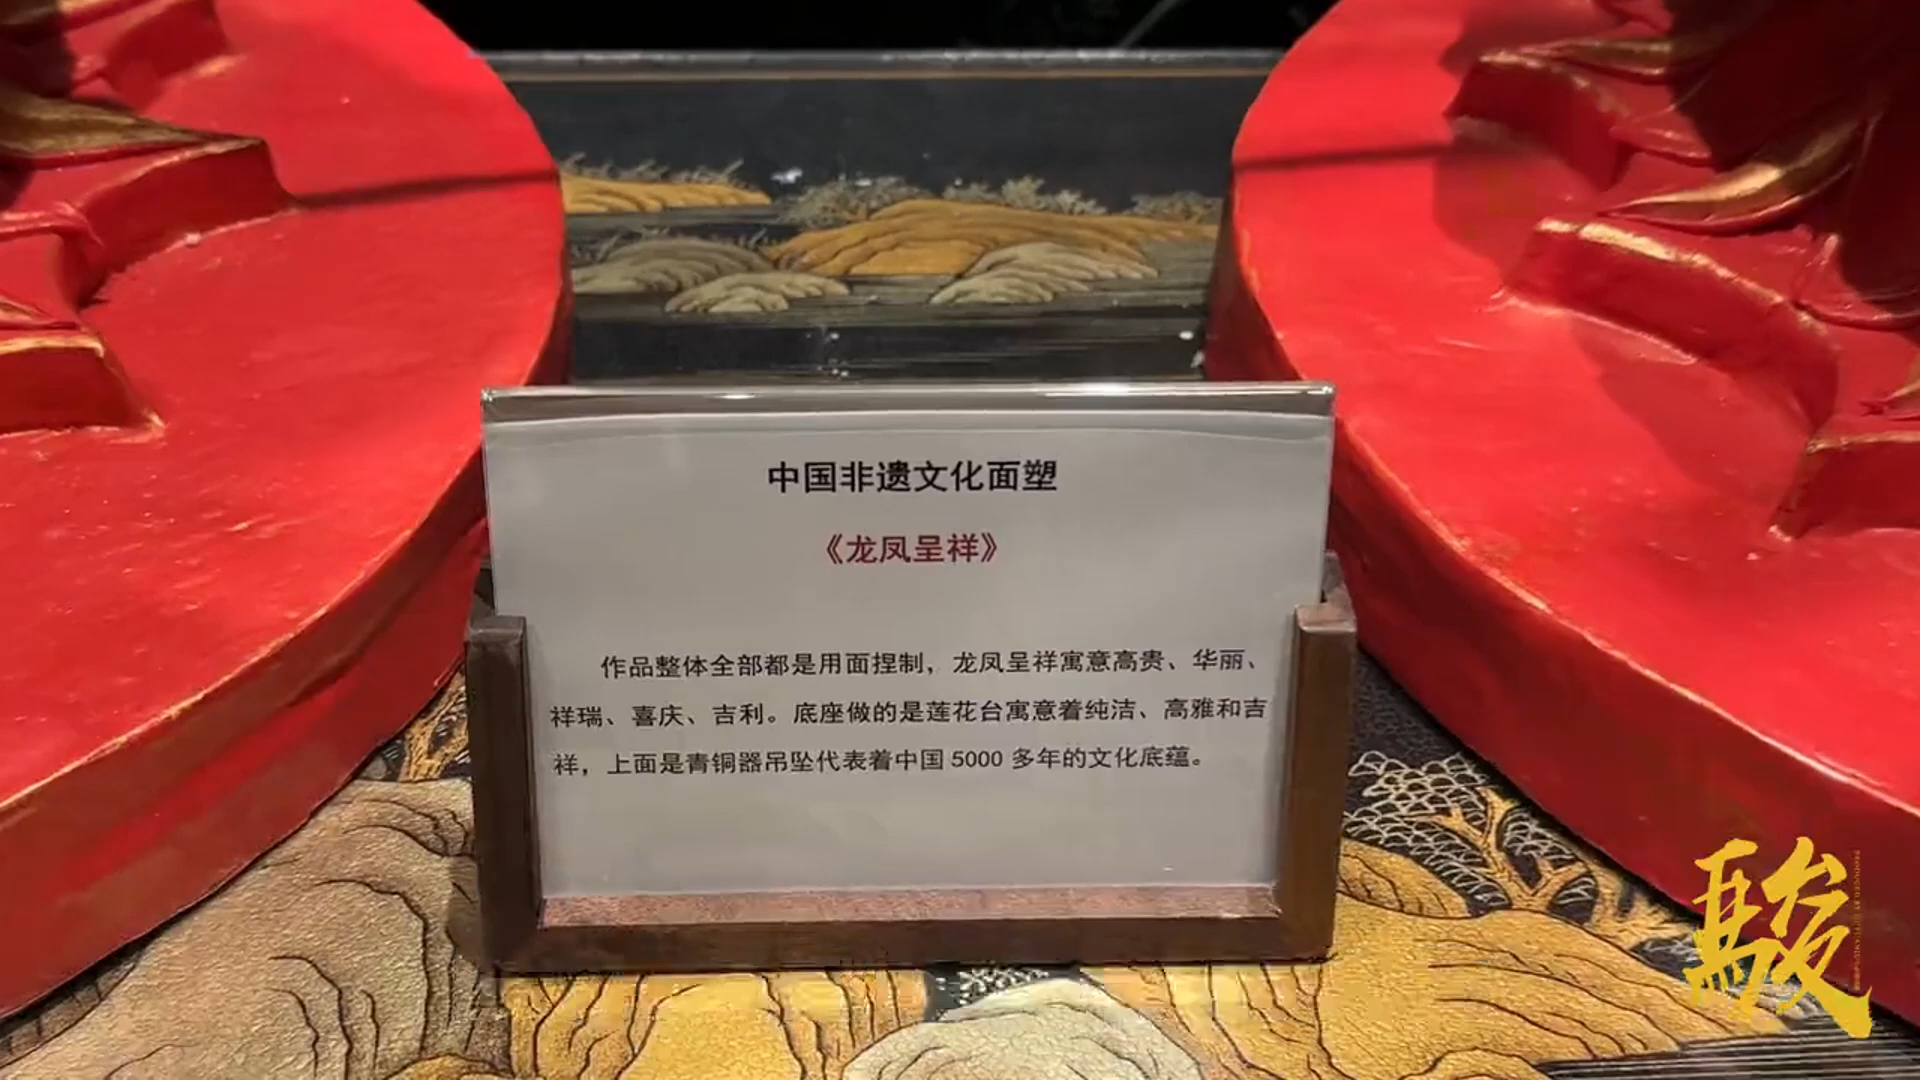 中国非遗文化面塑
《龙凤呈祥》
作品整体全部都是用面捏制，龙凤呈祥寓意高贵、华丽、
祥瑞、喜庆、吉利。底座做的是莲花台寓意着纯洁、高雅和吉
祥，上面是青铜器吊坠代表着中国 5000 多年的文化底蕴。
駿